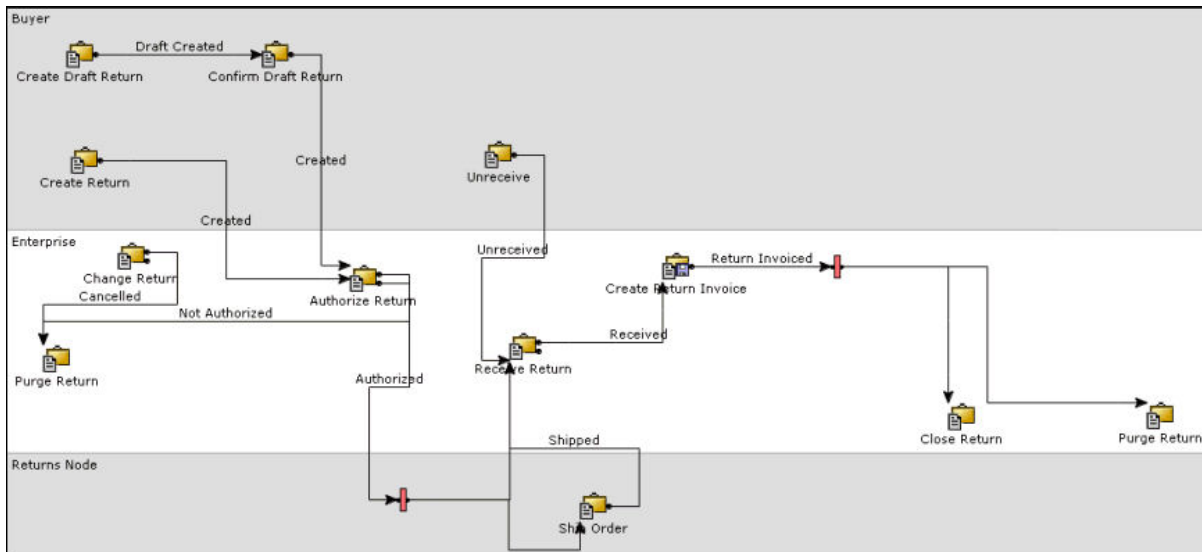 Buyer
Draft Created
Create Draft Return
Confirm Draft Return
Created
Create Return
Unreceive
Created
Enterprise
Unreceived
Return Invoiced
Change Return
Create Return Invoice
Cancelled
Authorize Return
Not Authorized
Received
Receive Return
Purge Return
Authorized
Close Return
Purge Return
Shipped
Returns Node
Ship Order